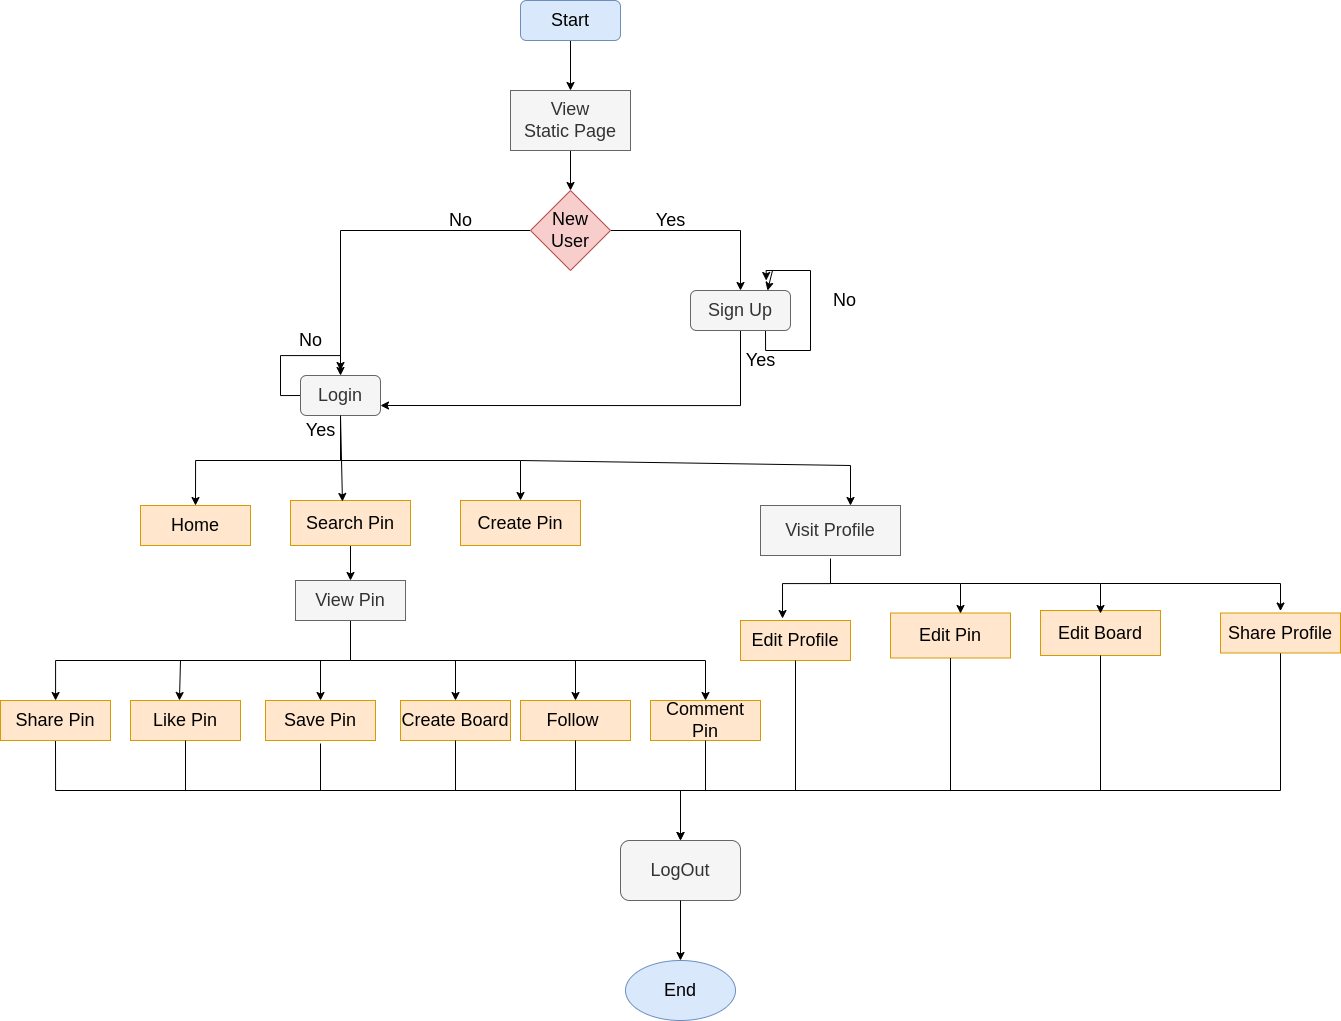 Start
View
Static Page
New
User
No
Yes
Sign Up
No
Yes
No
Login
Yes
Home
Search Pin
Create Pin
Visit Profile
View Pin
Edit Profile
Edit Pin
Edit Board
Share Profile
Share Pin
Like Pin
Save Pin
Create Board
Follow
Comment
Pin
LogOut
End